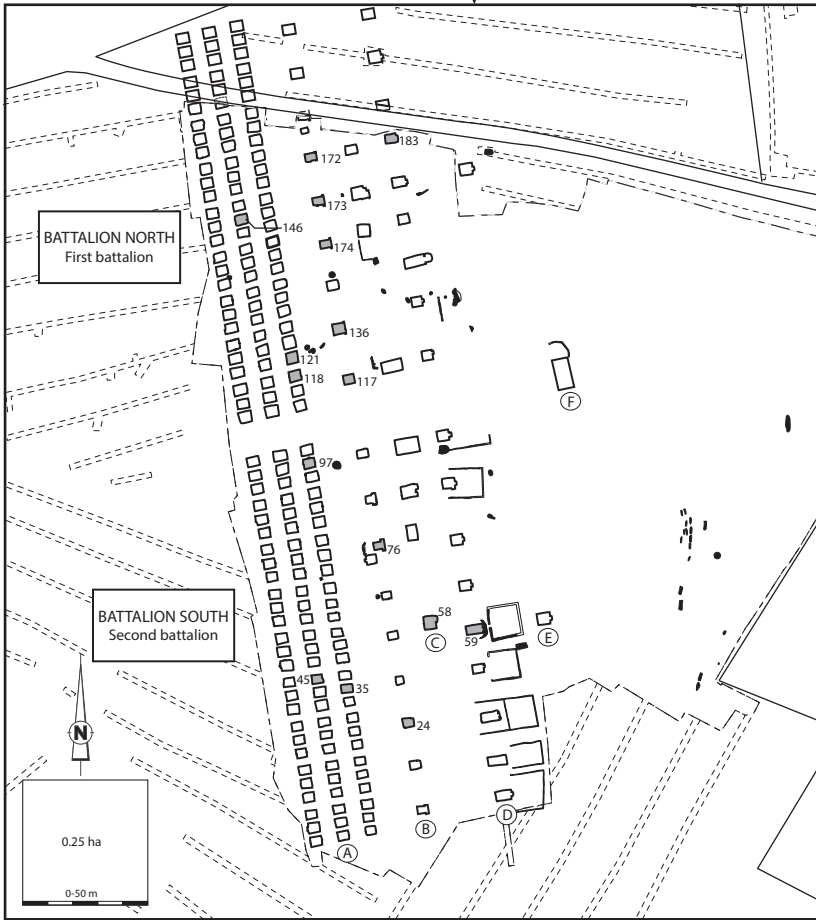 183
172
173
BATTALION NORTH
First battalion
146
174
136
121
118
117
F
97
76
BATTALION SOUTH
Second battalion
58
C
59
E
45
35
24
N
0.25 ha
0-50 m
A
B
D